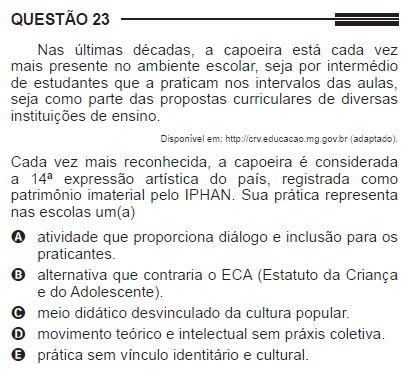 QUESTÃO 23
Nas últimas décadas, a capoeira está cada vez
mais presente no ambiente escolar, seja por intermédio
de estudantes que a praticam nos intervalos das aulas,
seja como parte das propostas curriculares de diversas
instituições de ensino.
Disponível em: http://crv.educacao.mg.gov.br (adaptado).
Cada vez mais reconhecida, a capoeira é considerada
a 14ª expressão artística do país, registrada como
patrimônio imaterial pelo IPHAN. Sua prática representa
nas escolas um(a)
A atividade que proporciona diálogo e inclusão para os
praticantes.
B alternativa que contraria o ECA (Estatuto da Criança
e do Adolescente).
C meio didático desvinculado da cultura popular.
D movimento teórico e intelectual sem práxis coletiva.
E prática sem vínculo identitário e cultural.